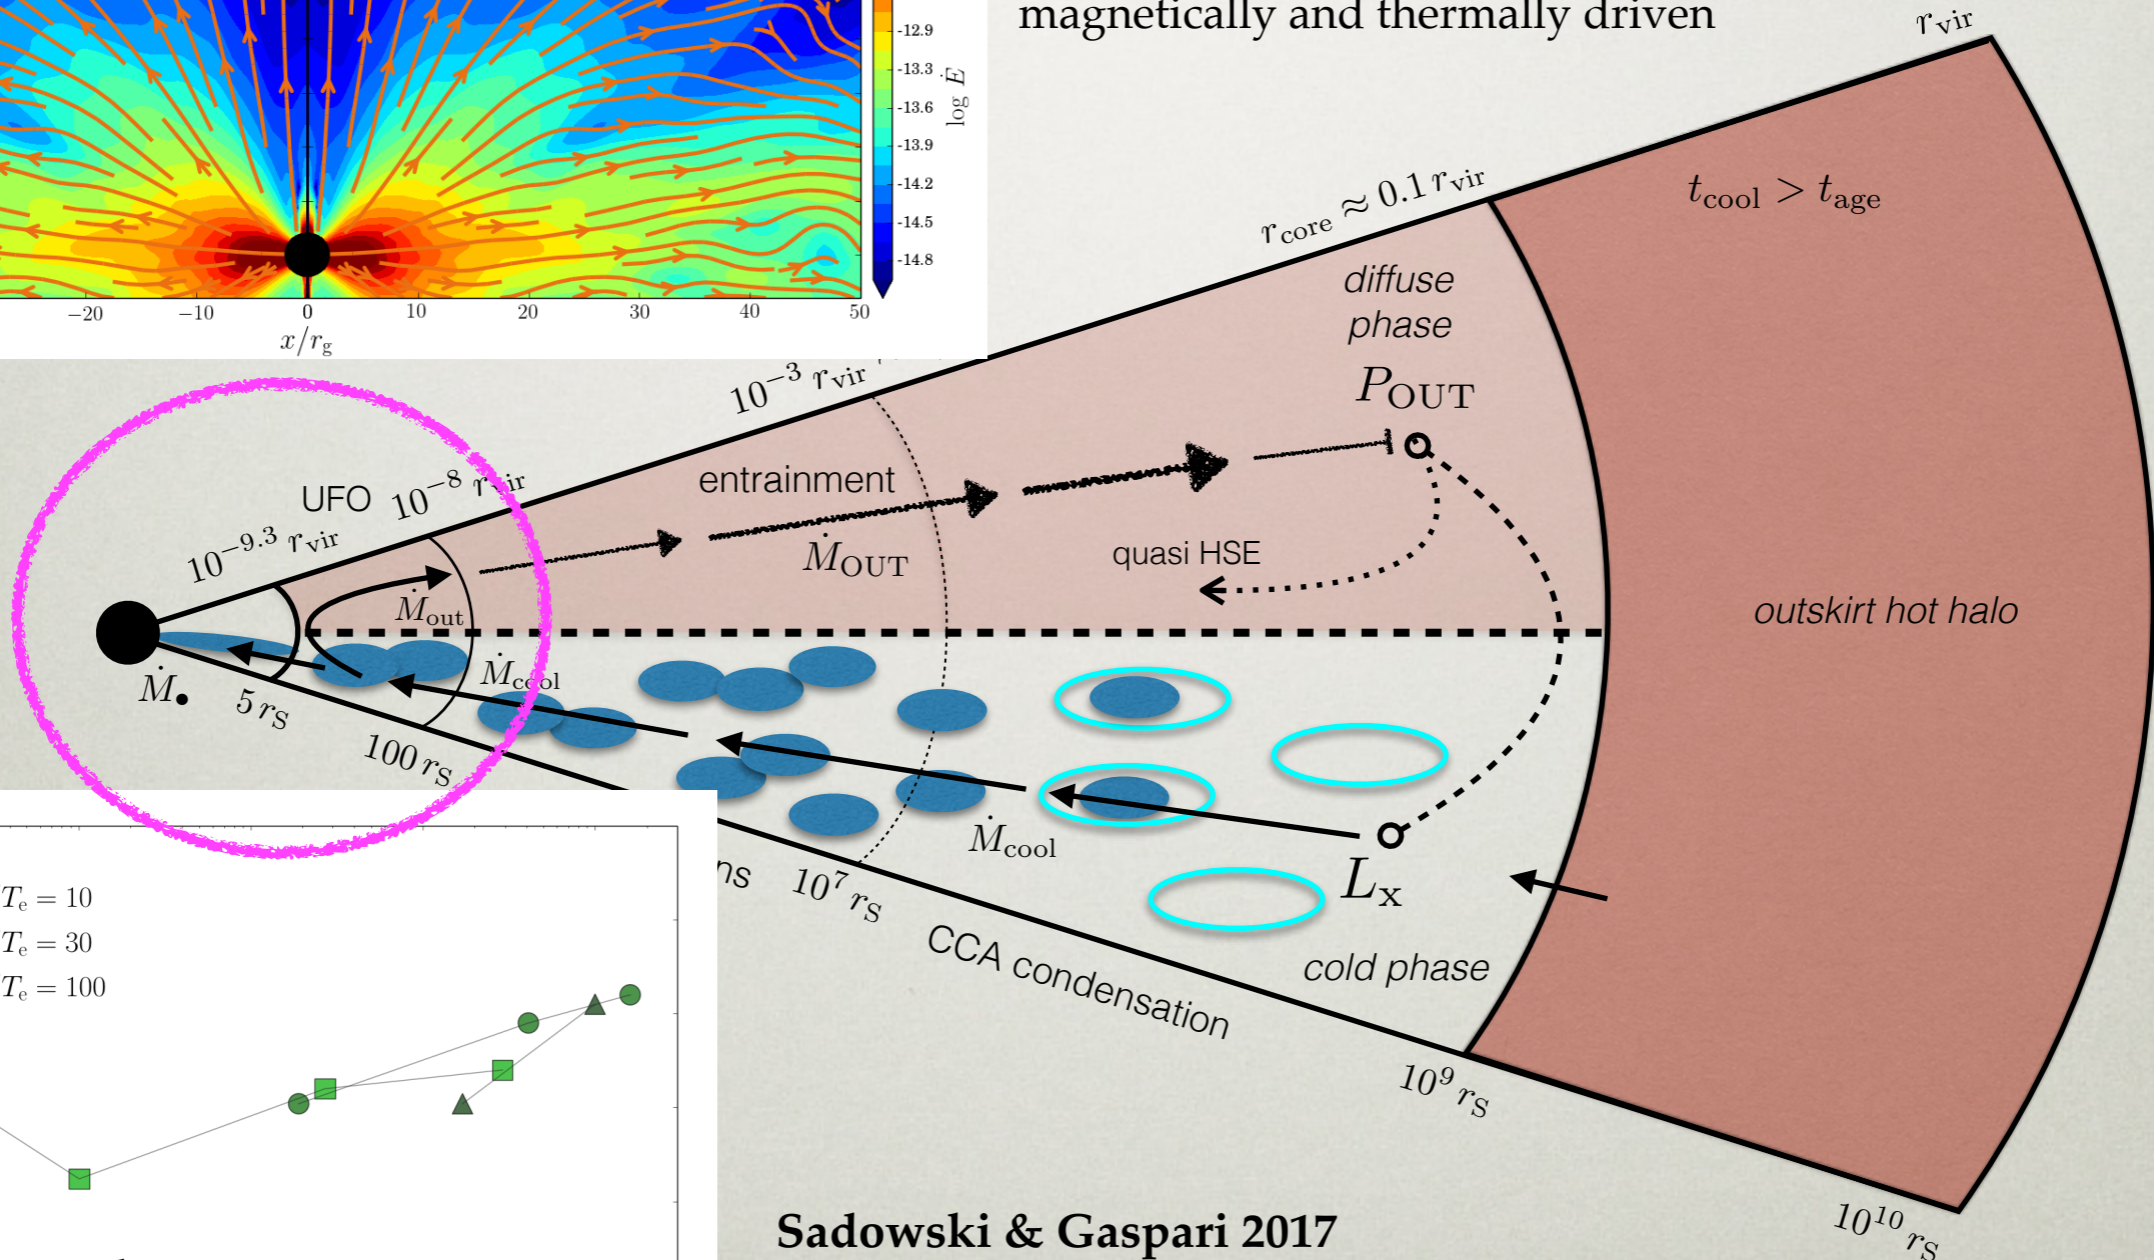 magnetically and thermally driven
-12.9
-13.3
-13.6
-13.9
-14.2
-14.5
-14.8
log Ė
−20 −10 0 10 20 30 40 50
x/r_g
r_vir
r_core ≈ 0.1 r_vir
t_cool > t_age
diffuse
phase
P_OUT
10^−3 r_vir
entrainment
Ṁ_OUT
quasi HSE
outskirt hot halo
UFO
10^−8 r_vir
10^−9.3 r_vir
Ṁ_out
Ṁ_cool
Ṁ_•
5 r_S
100 r_S
Ṁ_cool
L_x
10^7 r_S
CCA condensation
cold phase
10^9 r_S
10^10 r_S
T_e = 10
T_e = 30
T_e = 100
Sadowski & Gaspari 2017